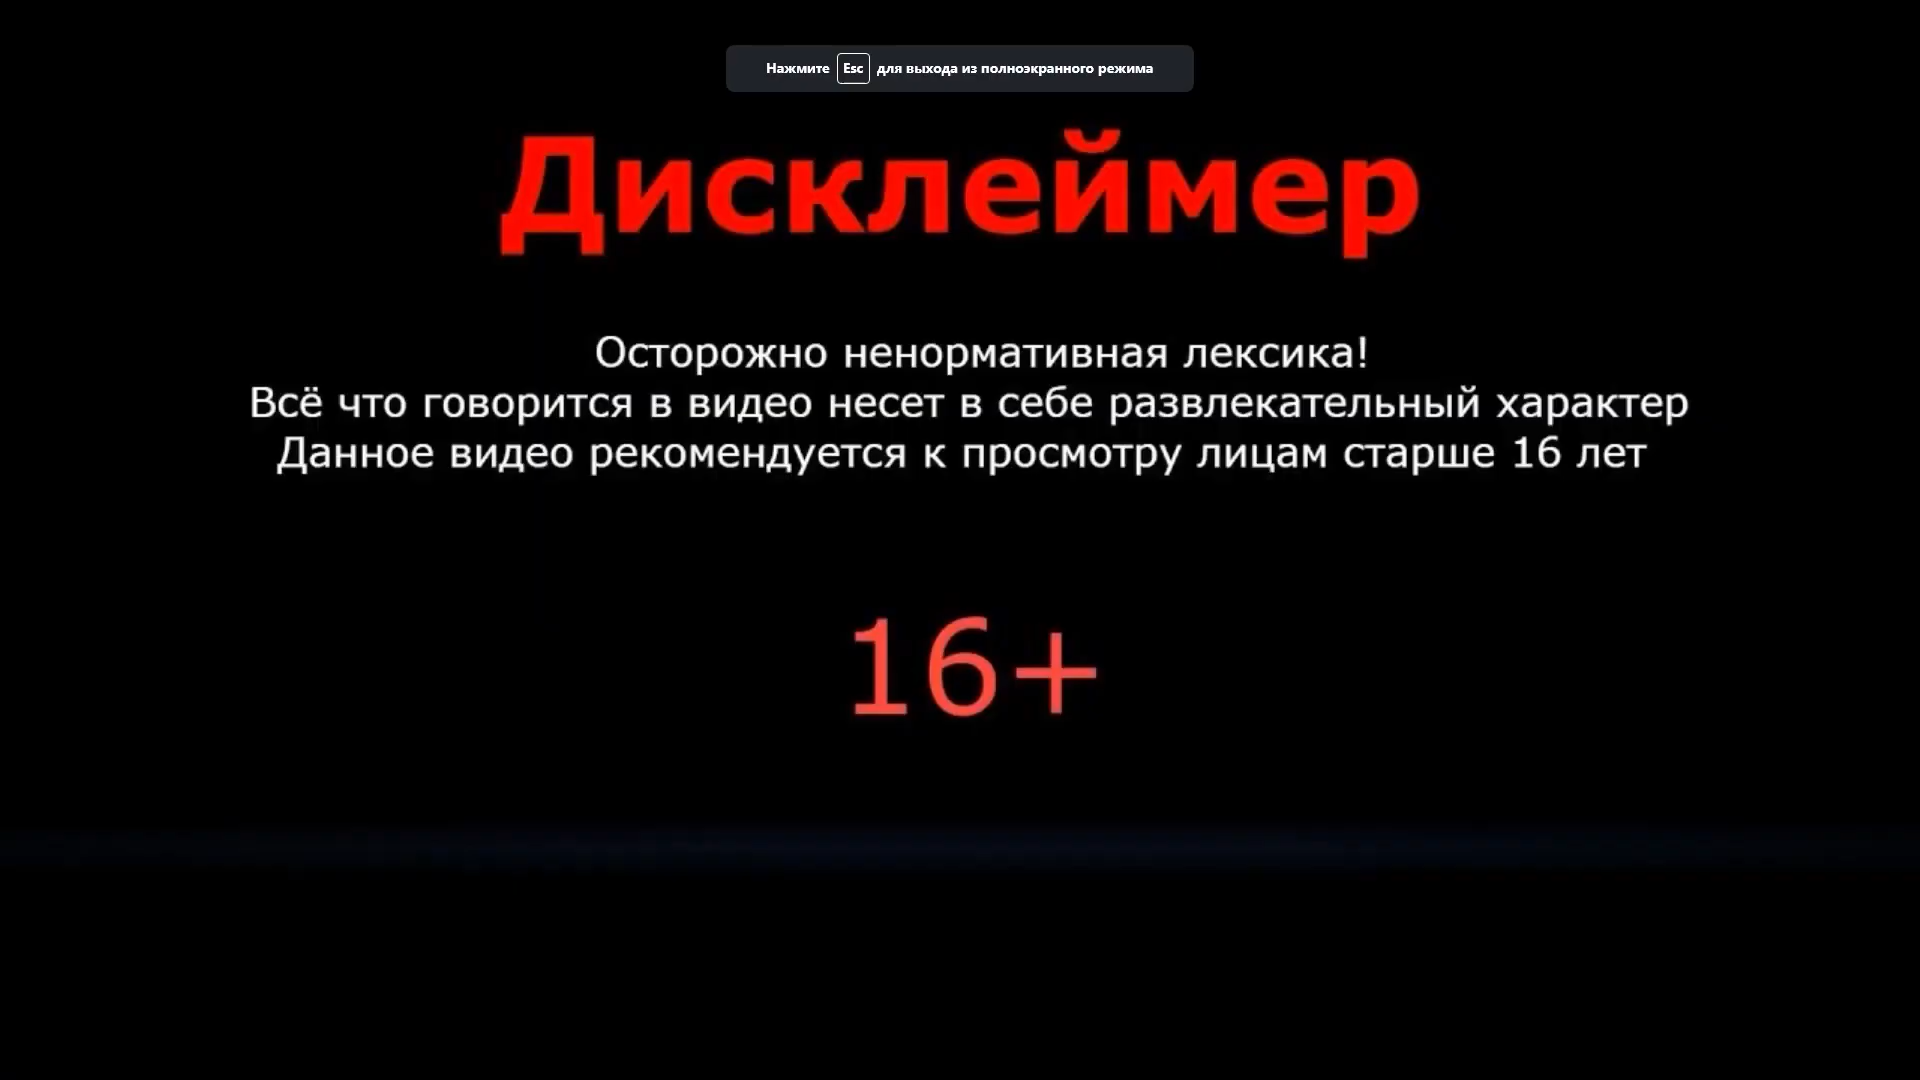 Нажмите Esc для выхода из полноэкранного режима
Дисклеймер
Осторожно ненормативная лексика!
Всё что говорится в видео несет в себе развлекательный характер
Данное видео рекомендуется к просмотру лицам старше 16 лет
16+